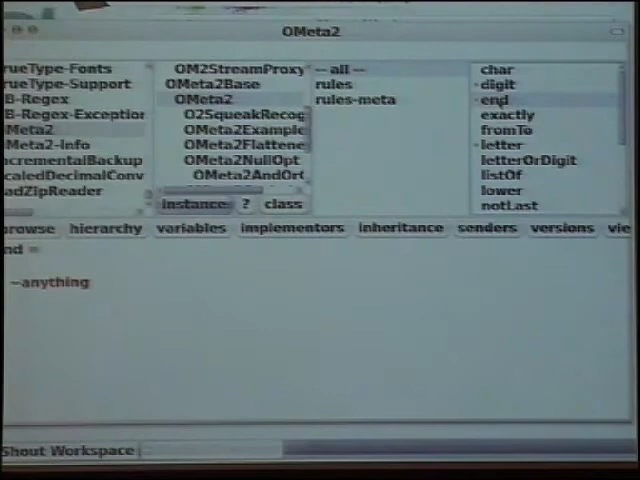 OMeta2
rueType-Fonts
rueType-Support
B-Regex
B-Regex-Exception
Meta2
Meta2-Info
ncrementalBackup
caledDecimalConv
adZipReader
OM2StreamProxy
OMeta2Base
OMeta2
O2SqueakRecog
OMeta2Example
OMeta2Flattene
OMeta2NullOpt
OMeta2AndOr
instance ? class
-- all --
rules
rules-meta
char
digit
end
exactly
fromTo
letter
letterOrDigit
listOf
lower
notLast
rowse hierarchy variables implementors inheritance senders versions vie
nd =
~anything
Shout Workspace